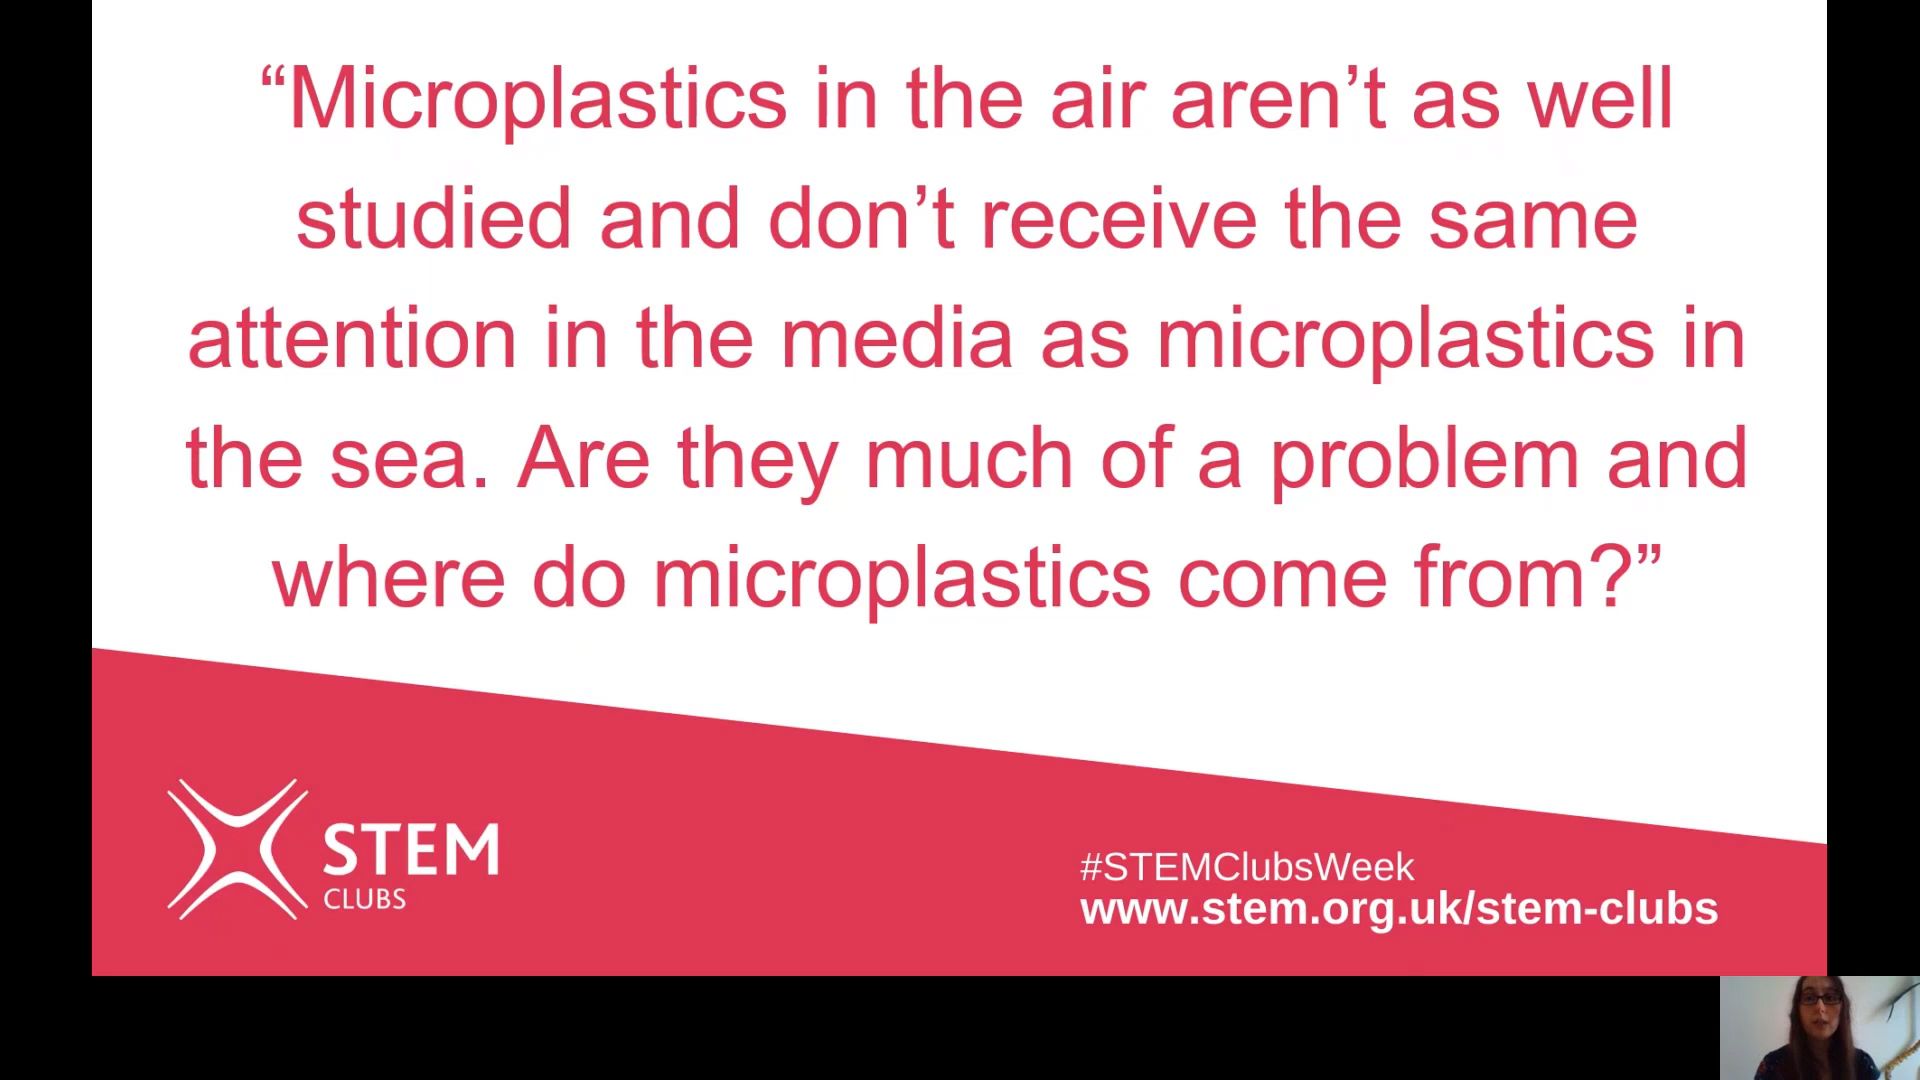 “Microplastics in the air aren’t as well
studied and don’t receive the same
attention in the media as microplastics in
the sea. Are they much of a problem and
where do microplastics come from?”
STEM
CLUBS
#STEMClubsWeek
www.stem.org.uk/stem-clubs